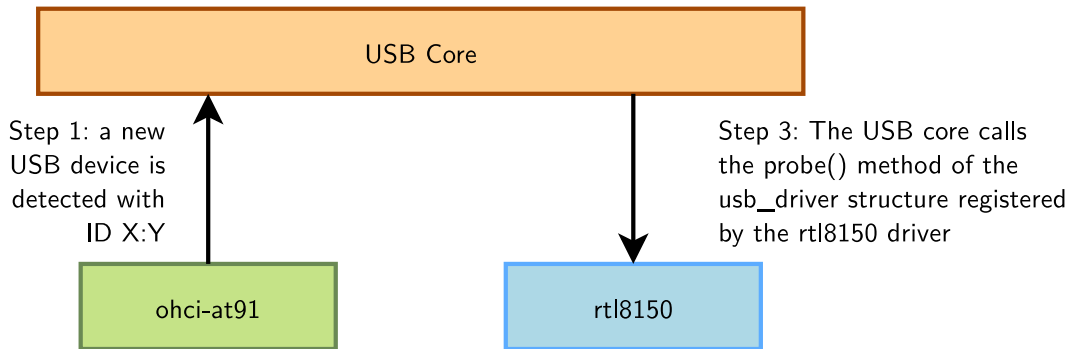 USB Core
Step 1: a new
USB device is
detected with
ID X:Y
Step 3: The USB core calls
the probe() method of the
usb_driver structure registered
by the rtl8150 driver
ohci-at91
rtl8150